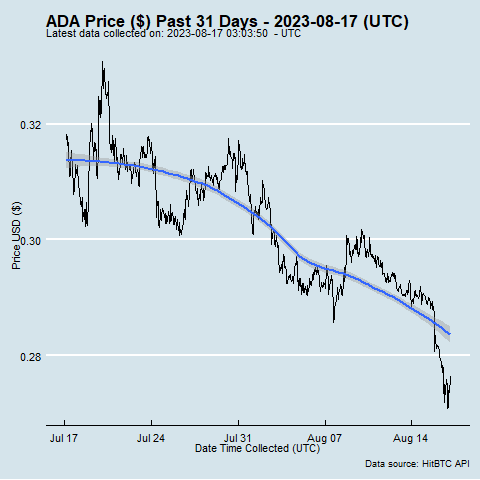 ADA Price ($) Past 31 Days - 2023-08-17 (UTC)
Latest data collected on: 2023-08-17 03:03:50 - UTC
0.32
0.30
0.28
Price USD ($)
Jul 17 Jul 24 Jul 31 Aug 07 Aug 14
Date Time Collected (UTC)
Data source: HitBTC API